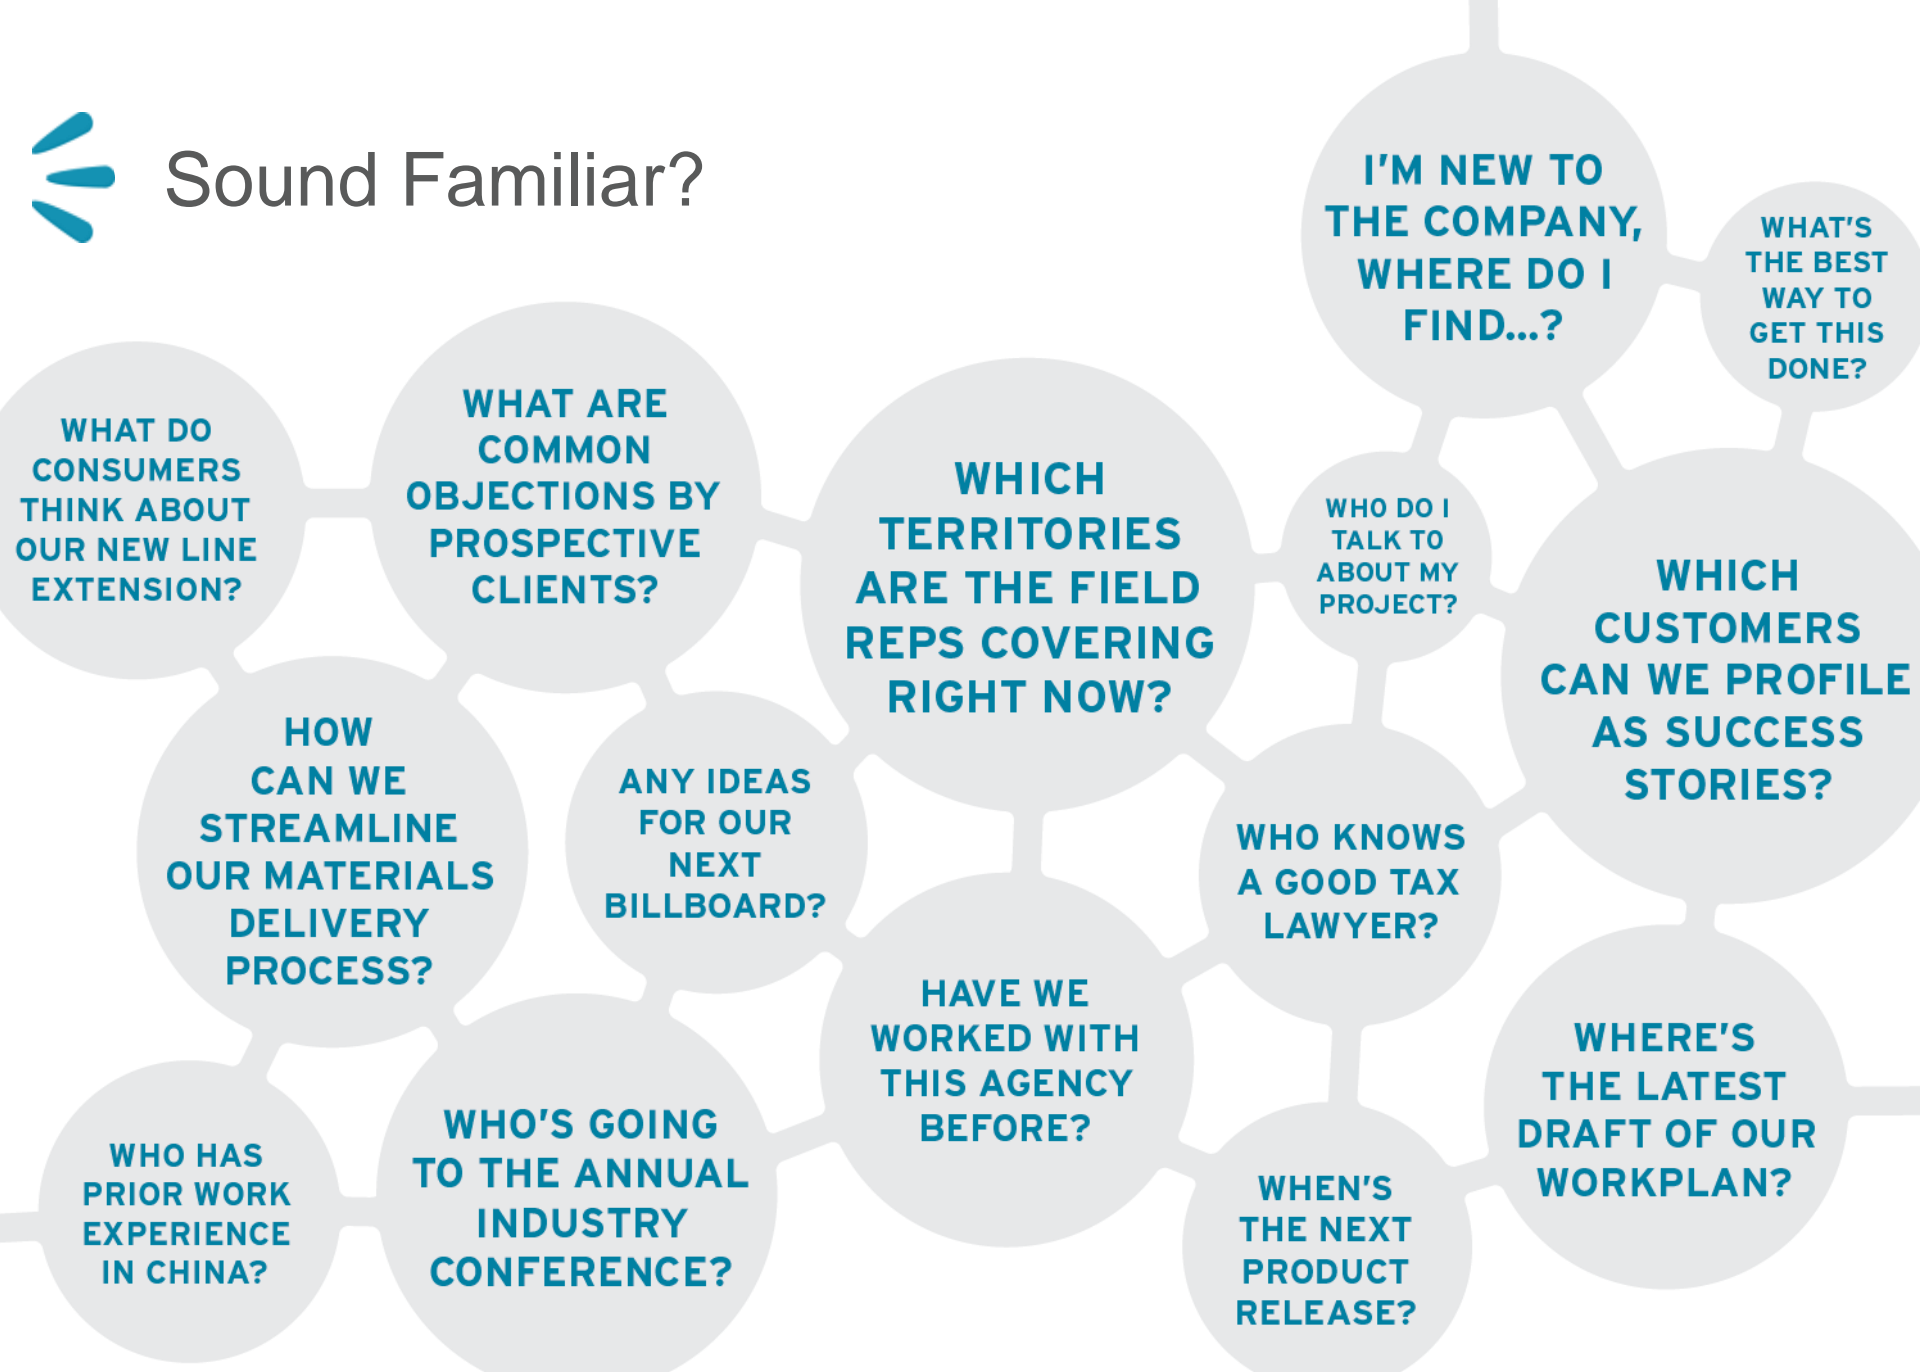 Sound Familiar?
I'M NEW TO
THE COMPANY,
WHERE DO I
FIND...?
WHAT'S
THE BEST
WAY TO
GET THIS
DONE?
WHAT DO
CONSUMERS
THINK ABOUT
OUR NEW LINE
EXTENSION?
WHAT ARE
COMMON
OBJECTIONS BY
PROSPECTIVE
CLIENTS?
WHICH
TERRITORIES
ARE THE FIELD
REPS COVERING
RIGHT NOW?
WHO DO I
TALK TO
ABOUT MY
PROJECT?
WHICH
CUSTOMERS
CAN WE PROFILE
AS SUCCESS
STORIES?
HOW
CAN WE
STREAMLINE
OUR MATERIALS
DELIVERY
PROCESS?
ANY IDEAS
FOR OUR
NEXT
BILLBOARD?
WHO KNOWS
A GOOD TAX
LAWYER?
HAVE WE
WORKED WITH
THIS AGENCY
BEFORE?
WHERE'S
THE LATEST
DRAFT OF OUR
WORKPLAN?
WHO HAS
PRIOR WORK
EXPERIENCE
IN CHINA?
WHO'S GOING
TO THE ANNUAL
INDUSTRY
CONFERENCE?
WHEN'S
THE NEXT
PRODUCT
RELEASE?